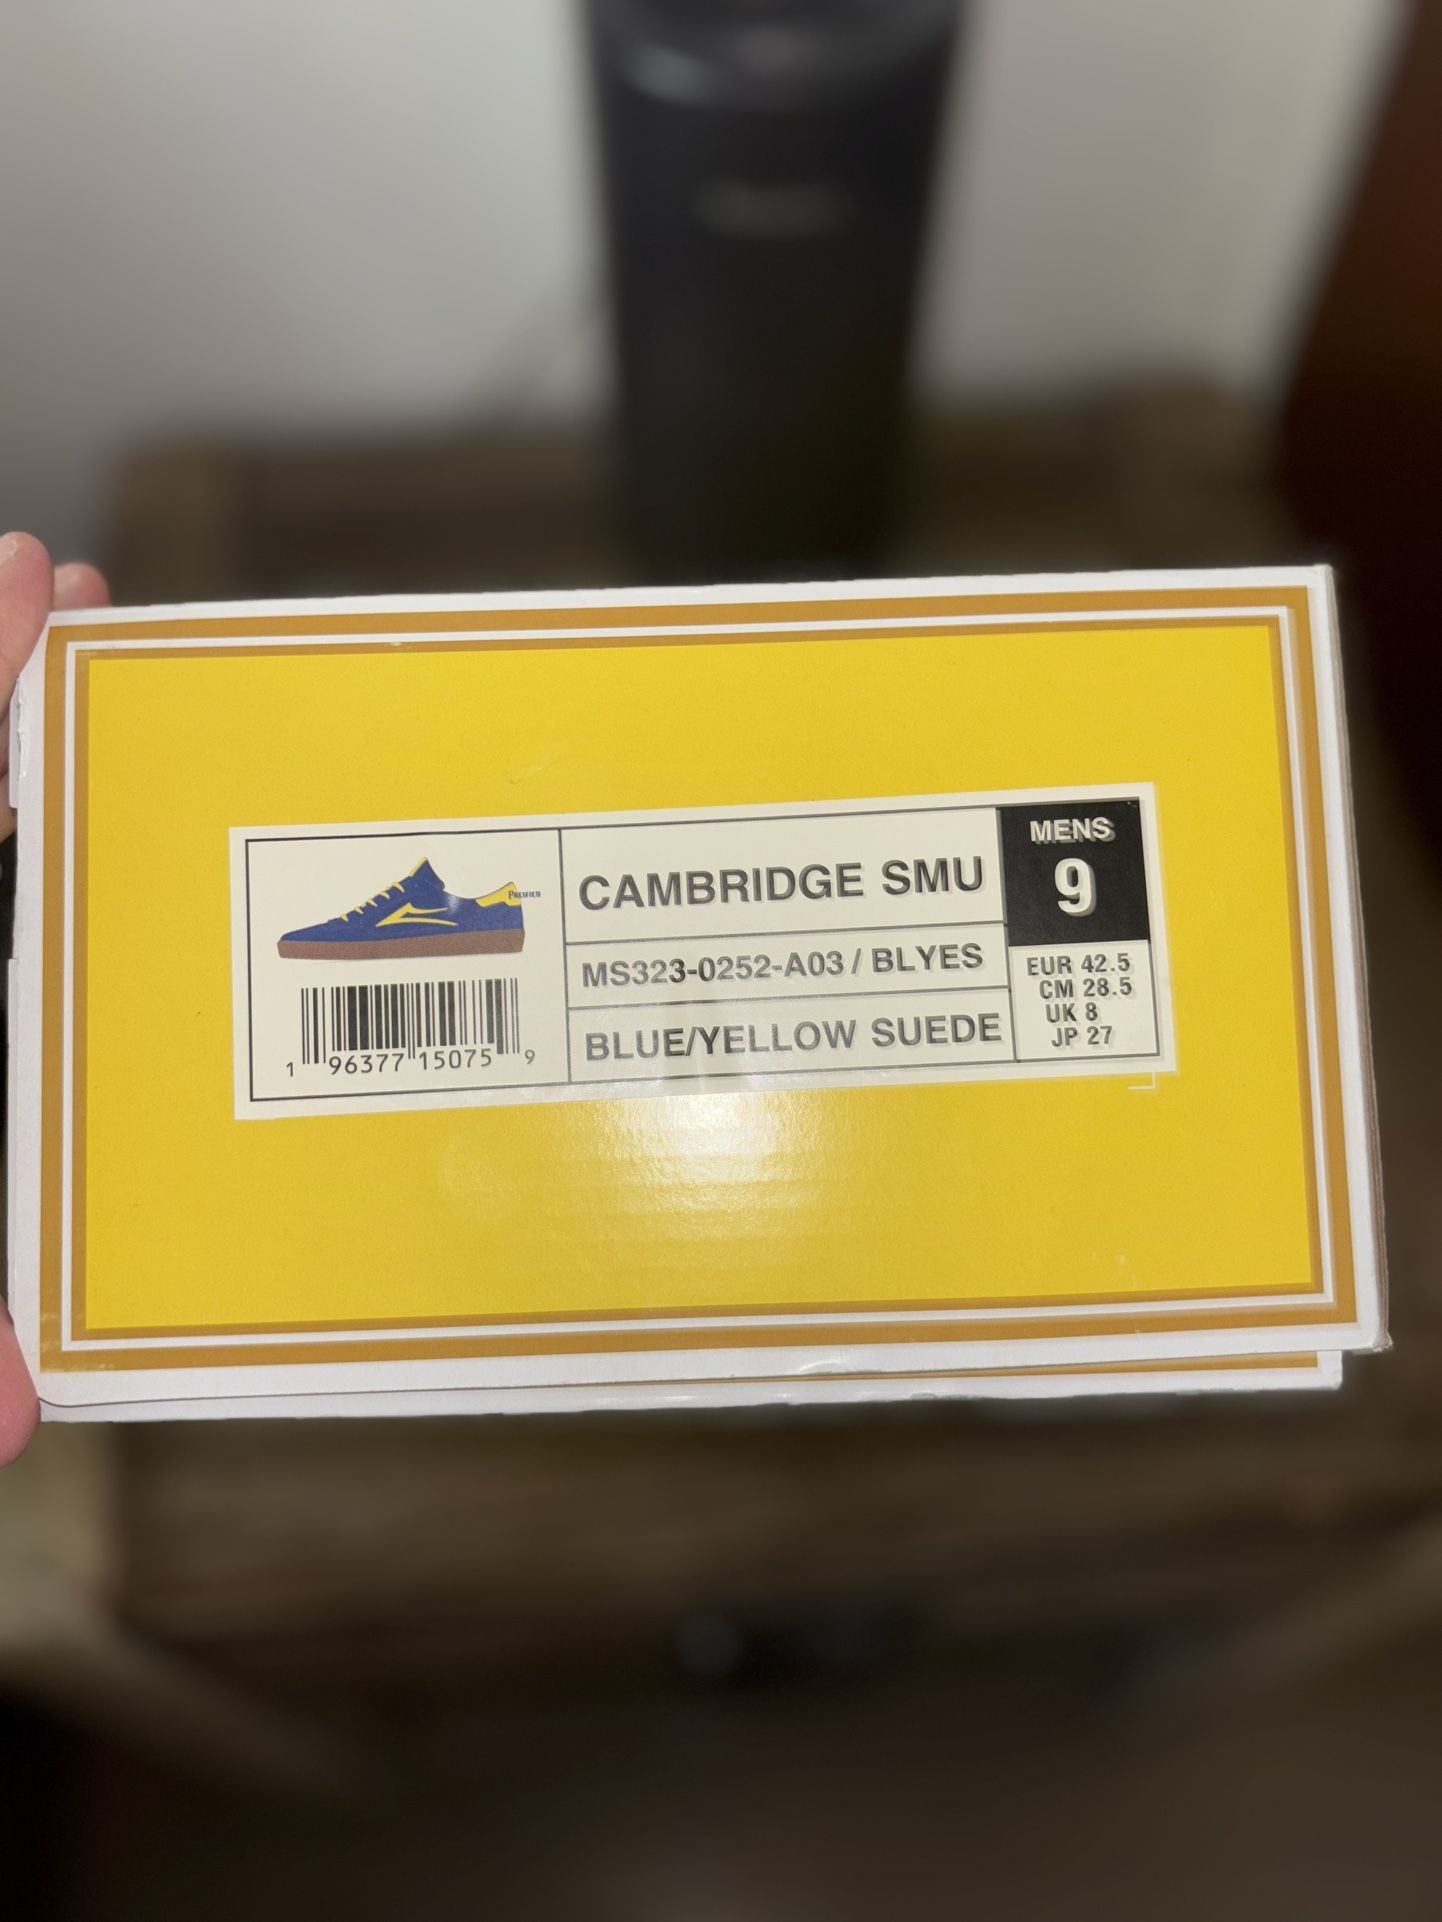 PACIFICO
1 96377 15075 9
CAMBRIDGE SMU
MS323-0252-A03 / BLYES
BLUE/YELLOW SUEDE
MENS
9
EUR 42.5
CM 28.5
UK 8
JP 27